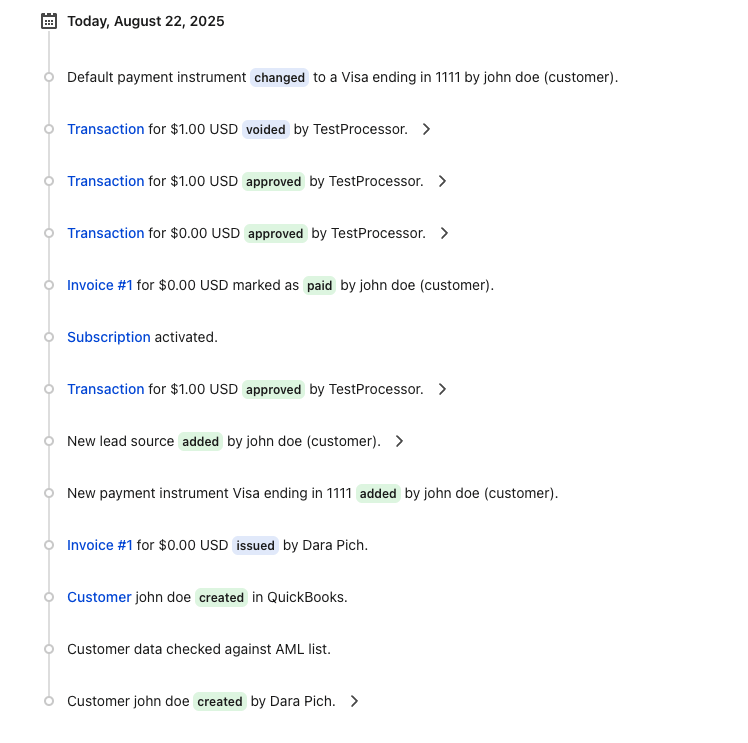 Today, August 22, 2025
Default payment instrument changed to a Visa ending in 1111 by john doe (customer).
Transaction for $1.00 USD voided by TestProcessor.
Transaction for $1.00 USD approved by TestProcessor.
Transaction for $0.00 USD approved by TestProcessor.
Invoice #1 for $0.00 USD marked as paid by john doe (customer).
Subscription activated.
Transaction for $1.00 USD approved by TestProcessor.
New lead source added by john doe (customer).
New payment instrument Visa ending in 1111 added by john doe (customer).
Invoice #1 for $0.00 USD issued by Dara Pich.
Customer john doe created in QuickBooks.
Customer data checked against AML list.
Customer john doe created by Dara Pich.